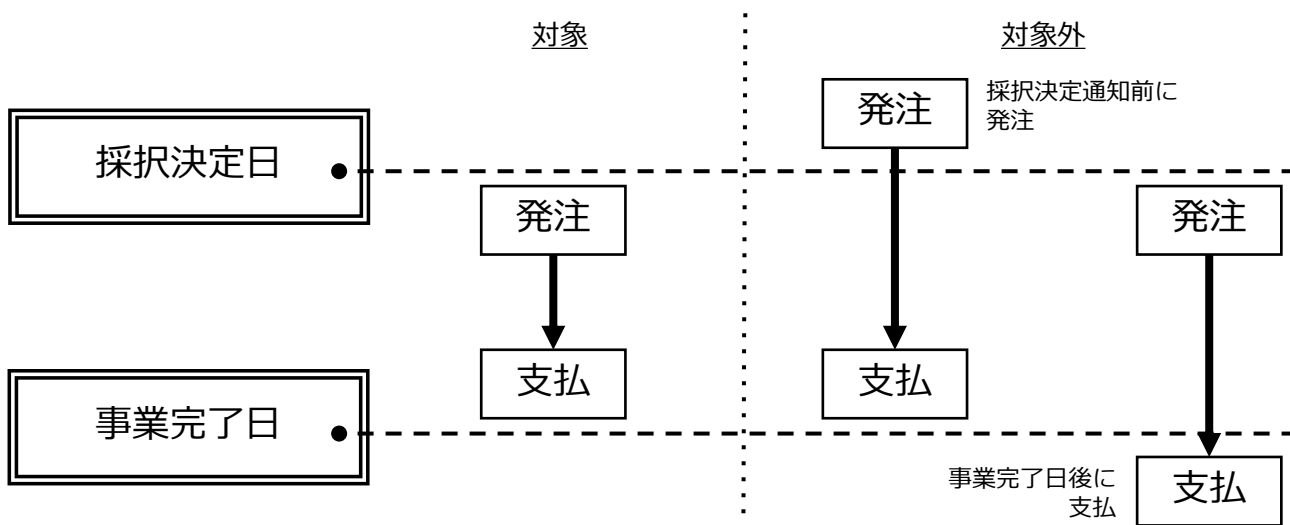 対象
対象外
発注
採択決定通知前に
発注
採択決定日
発注
発注
支払
支払
事業完了日
事業完了日後に
支払
支払